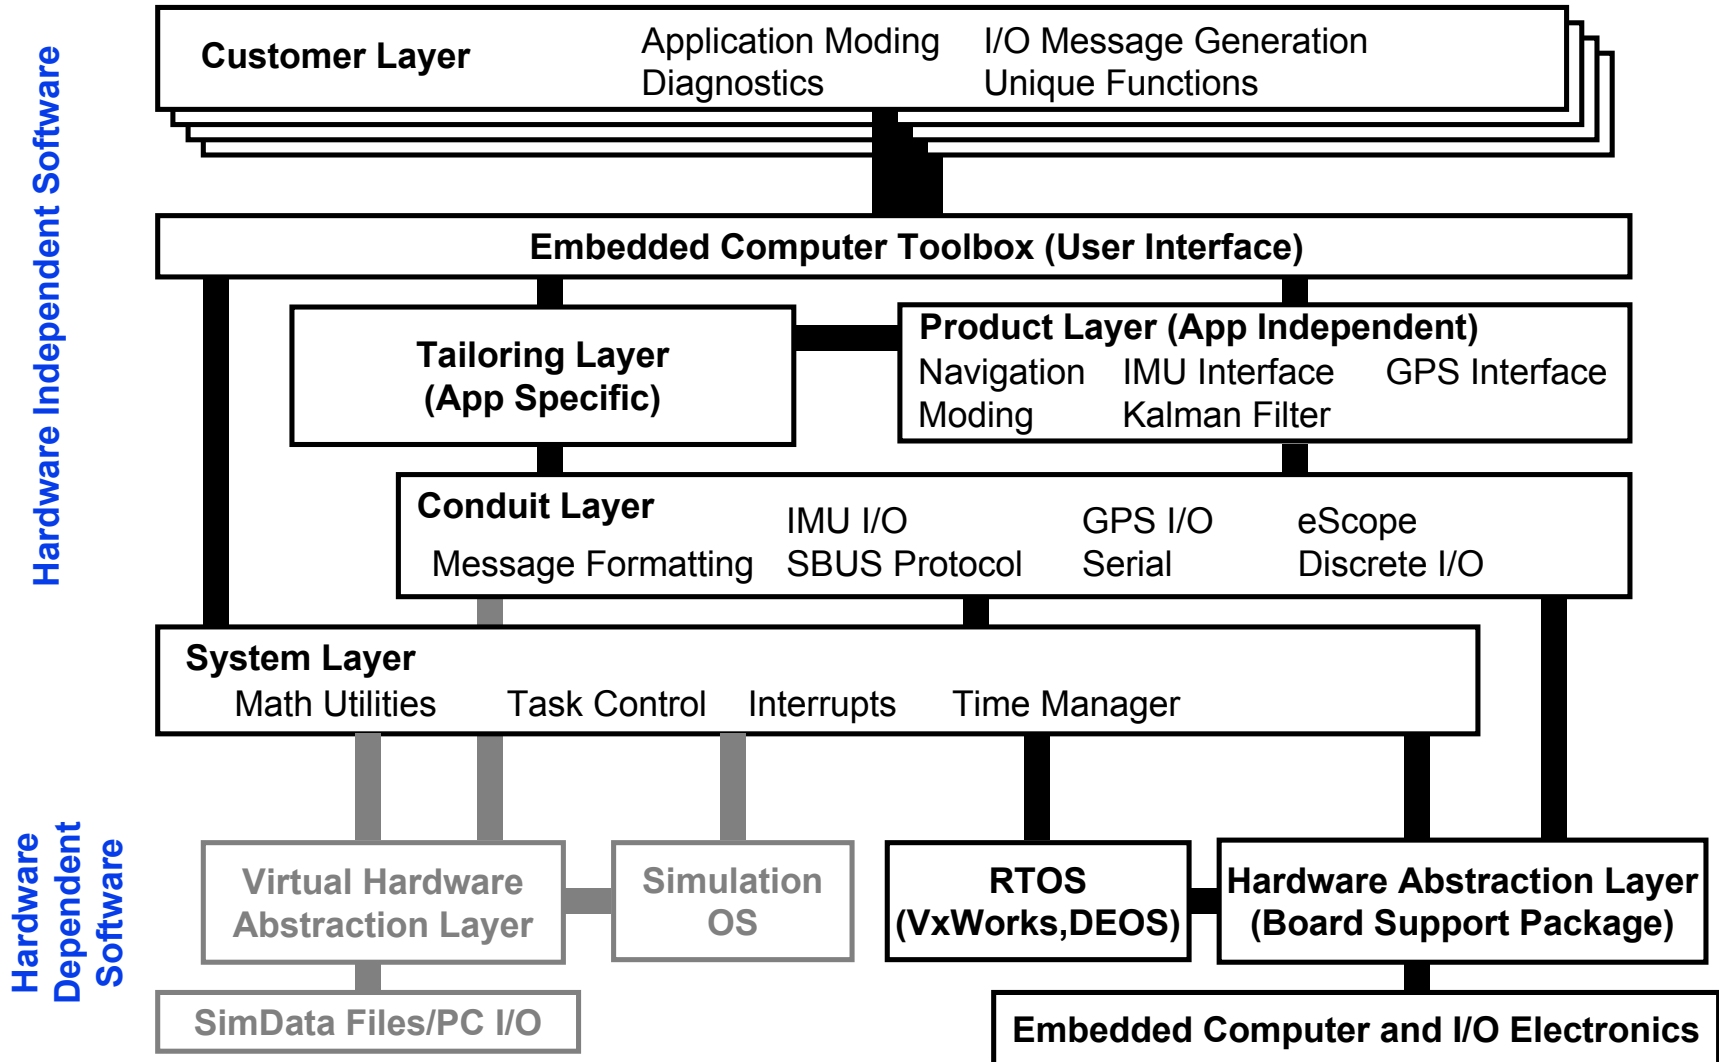 Hardware Independent Software
Customer Layer
Application Moding
I/O Message Generation
Diagnostics
Unique Functions
Embedded Computer Toolbox (User Interface)
Tailoring Layer
(App Specific)
Product Layer (App Independent)
Navigation
IMU Interface
GPS Interface
Moding
Kalman Filter
Conduit Layer
IMU I/O
GPS I/O
eScope
Message Formatting
SBUS Protocol
Serial
Discrete I/O
System Layer
Math Utilities
Task Control
Interrupts
Time Manager
Hardware
Dependent
Software
Virtual Hardware
Abstraction Layer
Simulation
OS
RTOS
(VxWorks,DEOS)
Hardware Abstraction Layer
(Board Support Package)
SimData Files/PC I/O
Embedded Computer and I/O Electronics